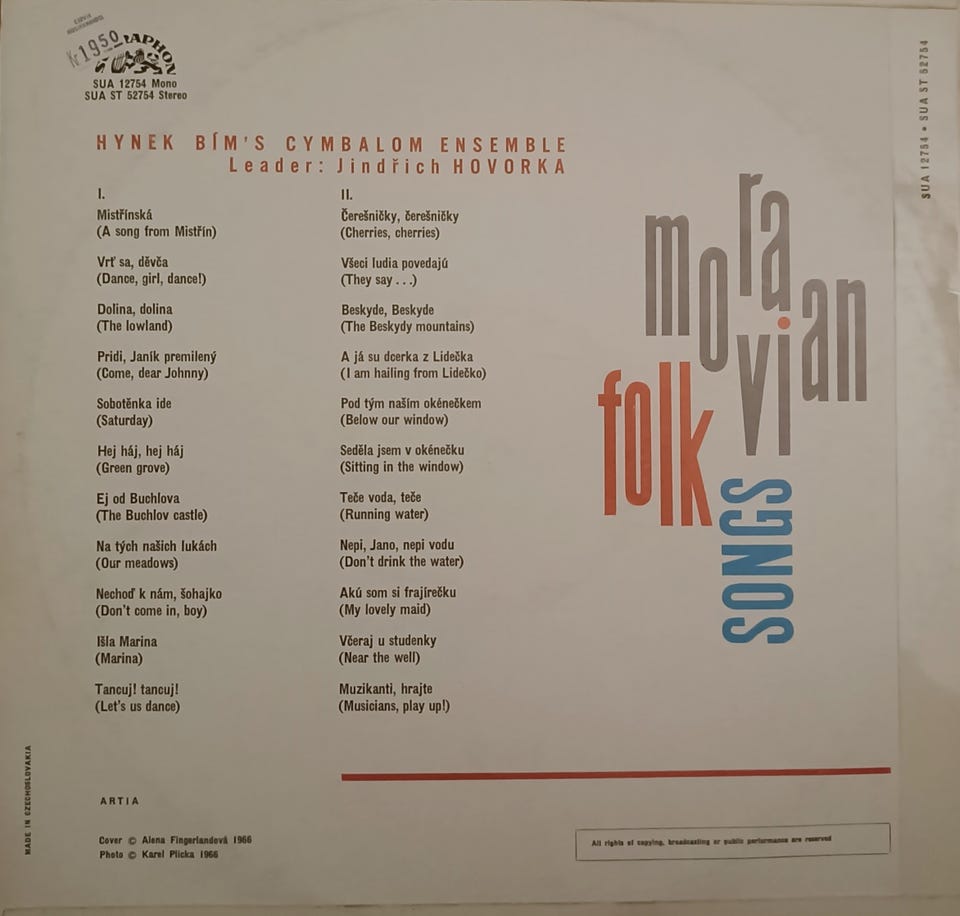 Kr 1950
SUA 12754 Mono
SUA ST 52754 Stereo
HYNEK BÍM'S CYMBALOM ENSEMBLE
Leader: Jindřich HOVORKA
I.
Mistřínská
(A song from Mistřín)
Vrť sa, děvča
(Dance, girl, dance!)
Dolina, dolina
(The lowland)
Pridi, Janík premilený
(Come, dear Johnny)
Sobotěnka ide
(Saturday)
Hej háj, hej háj
(Green grove)
Ej od Buchlova
(The Buchlov castle)
Na tých našich lukách
(Our meadows)
Nechoď k nám, šohajko
(Don't come in, boy)
Išla Marina
(Marina)
Tancuj! tancuj!
(Let's us dance)
II.
Čerešničky, čerešničky
(Cherries, cherries)
Všeci ludia povedajú
(They say . . .)
Beskyde, Beskyde
(The Beskydy mountains)
A já su dcerka z Lidečka
(I am hailing from Lidečko)
Pod tým naším okénečkem
(Below our window)
Seděla jsem v okénečku
(Sitting in the window)
Teče voda, teče
(Running water)
Nepi, Jano, nepi vodu
(Don't drink the water)
Akú som si frajírečku
(My lovely maid)
Včeraj u studenky
(Near the well)
Muzikanti, hrajte
(Musicians, play up!)
moravian
folk
SONGS
SUA 12754 • SUA ST 52754
MADE IN CZECHOSLOVAKIA
ARTIA
Cover © Alena Fingerlandová 1966
Photo © Karel Plicka 1966
All rights of copying, broadcasting or public performance are reserved